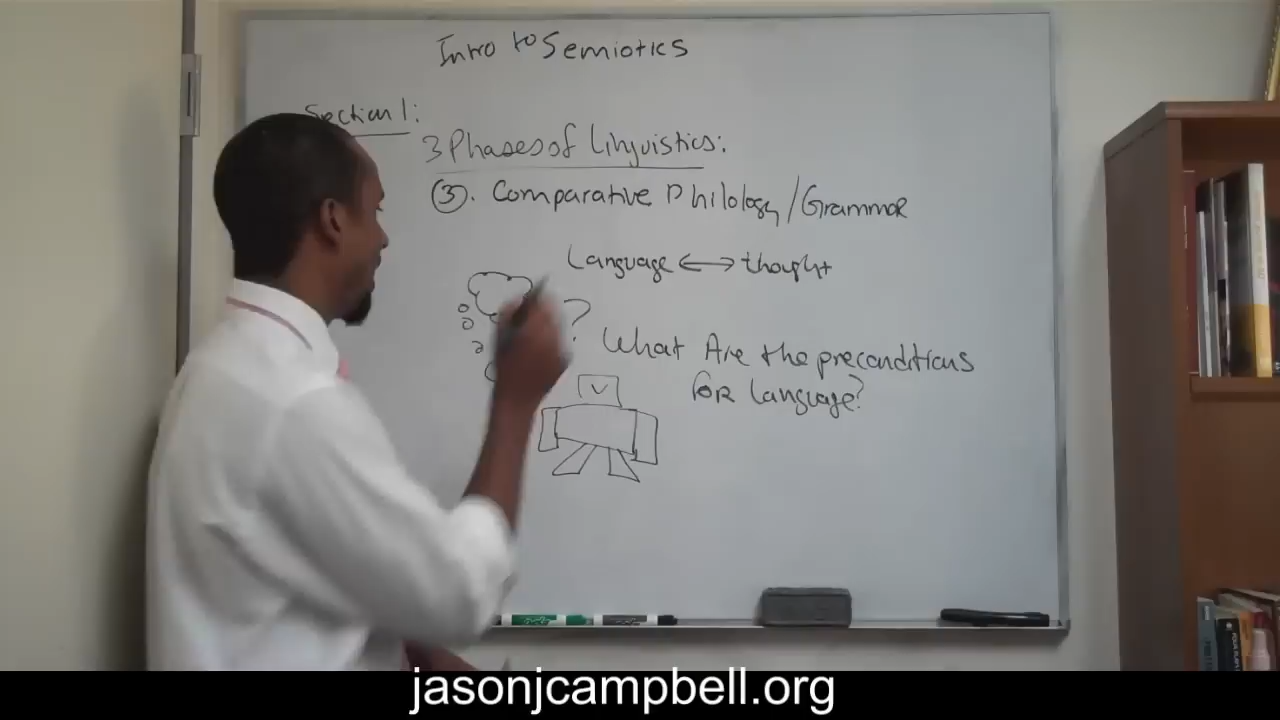 Intro to Semiotics
Section 1:
3 Phases of Linguistics:
③. Comparative Philology/Grammar
Language ⟷ thought
?
? What Are the preconditions
for language?
jasonjcampbell.org